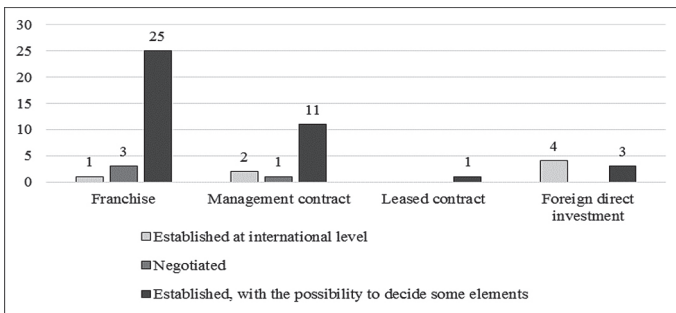 30
25
20
15
10
5
0
1
3
25
2
1
11
1
4
3
Franchise
Management contract
Leased contract
Foreign direct
investment
Established at international level
Negotiated
Established, with the possibility to decide some elements